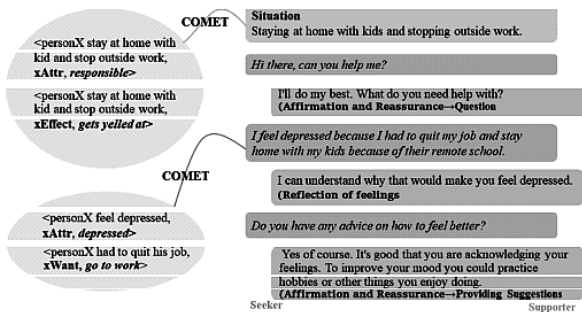 <personX stay at home with
kid and stop outside work,
xAttr, responsible>
<personX stay at home with
kid and stop outside work,
xEffect, gets yelled at>
COMET
COMET
<personX feel depressed,
xAttr, depressed>
<personX had to quit his job,
xWant, go to work>
Situation
Staying at home with kids and stopping outside work.
Hi there, can you help me?
I'll do my best. What do you need help with?
(Affirmation and Reassurance→Question
I feel depressed because I had to quit my job and stay
home with my kids because of their remote school.
I can understand why that would make you feel depressed.
(Reflection of feelings
Do you have any advice on how to feel better?
Yes of course. It's good that you are acknowledging your
feelings. To improve your mood you could practice
hobbies or other things you enjoy doing.
(Affirmation and Reassurance→Providing Suggestions
Seeker
Supporter